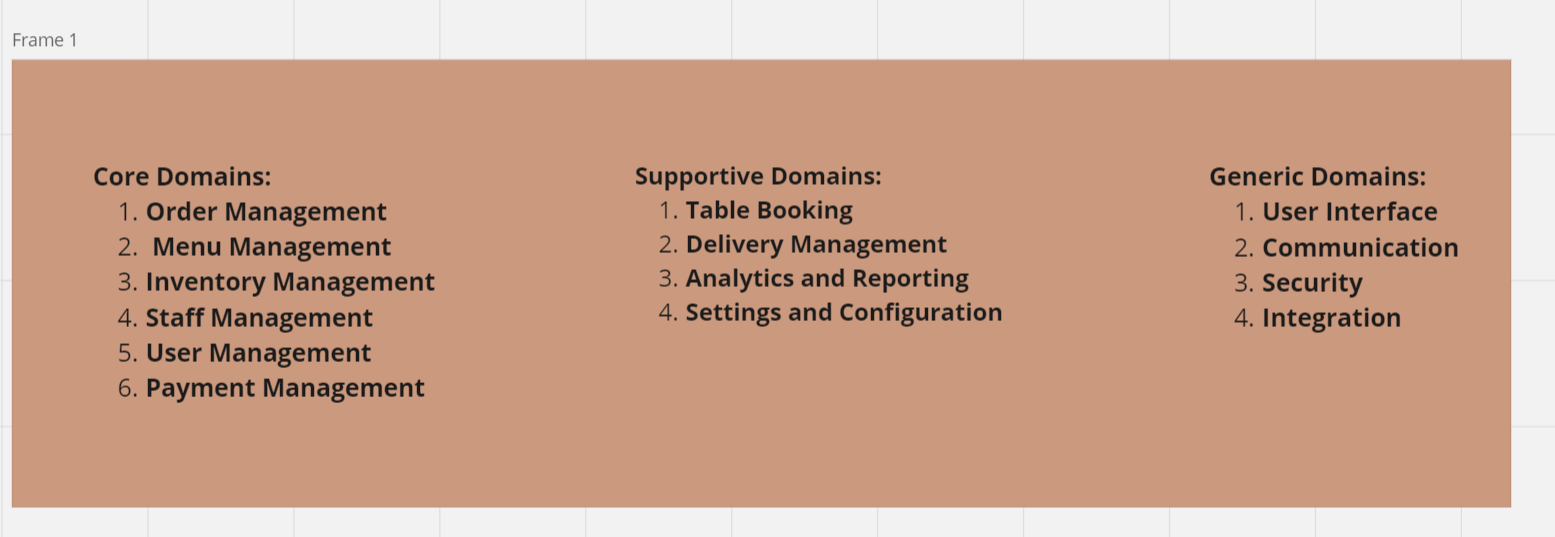 Frame 1
Core Domains:
1. Order Management
2. Menu Management
3. Inventory Management
4. Staff Management
5. User Management
6. Payment Management
Supportive Domains:
1. Table Booking
2. Delivery Management
3. Analytics and Reporting
4. Settings and Configuration
Generic Domains:
1. User Interface
2. Communication
3. Security
4. Integration